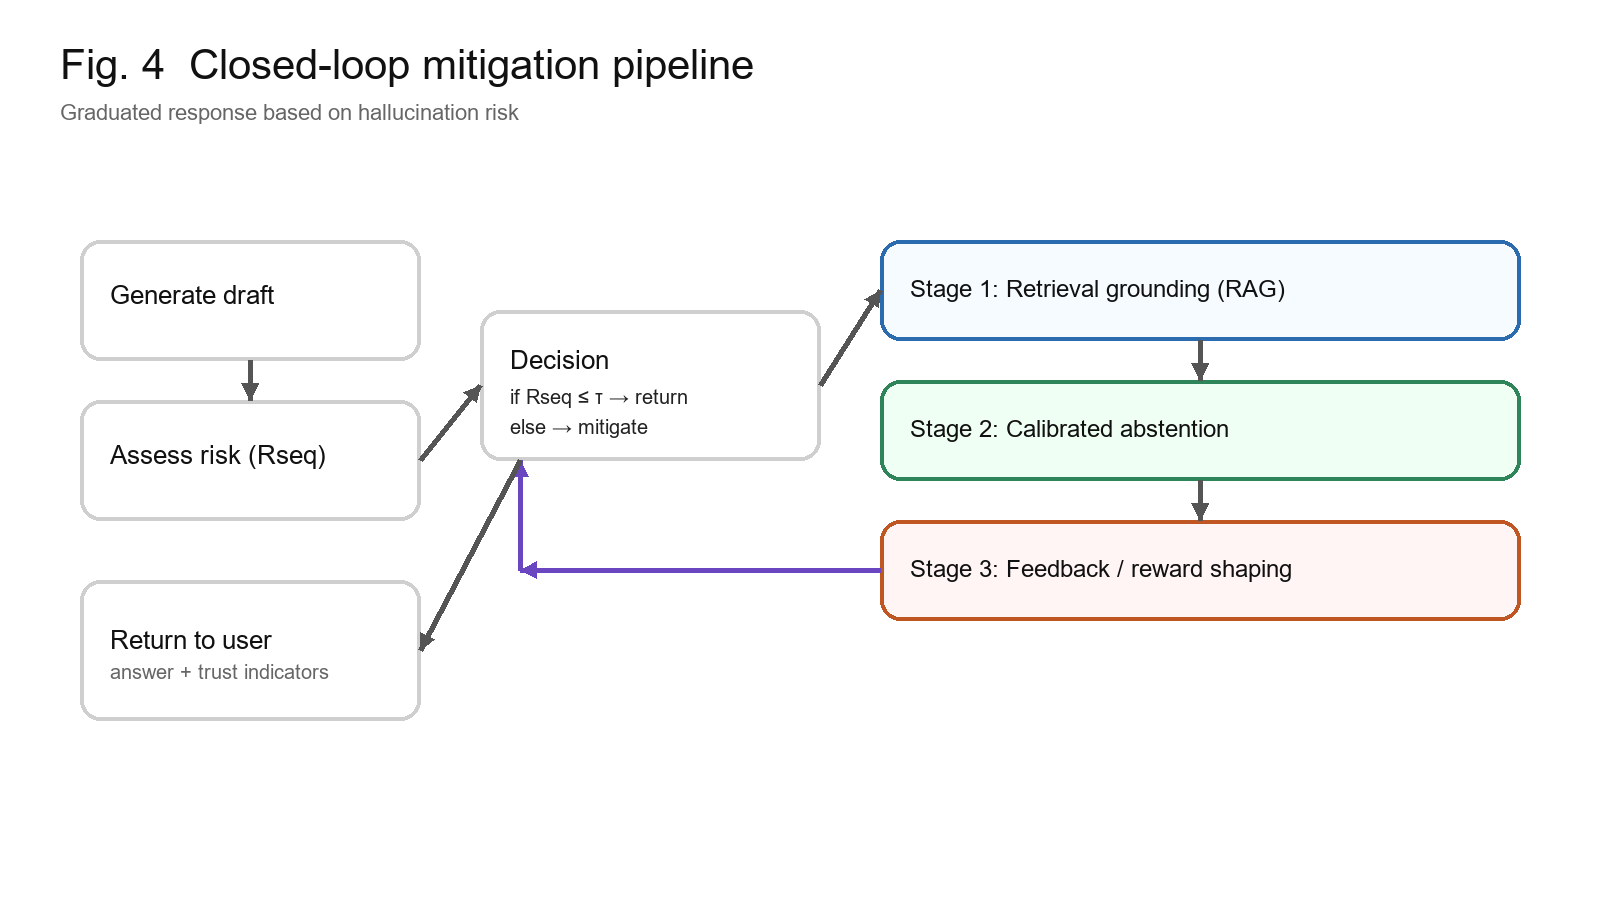 Fig. 4  Closed-loop mitigation pipeline
Graduated response based on hallucination risk
Generate draft
Assess risk (Rseq)
Return to user
answer + trust indicators
Decision
if Rseq ≤ τ → return
else → mitigate
Stage 1: Retrieval grounding (RAG)
Stage 2: Calibrated abstention
Stage 3: Feedback / reward shaping